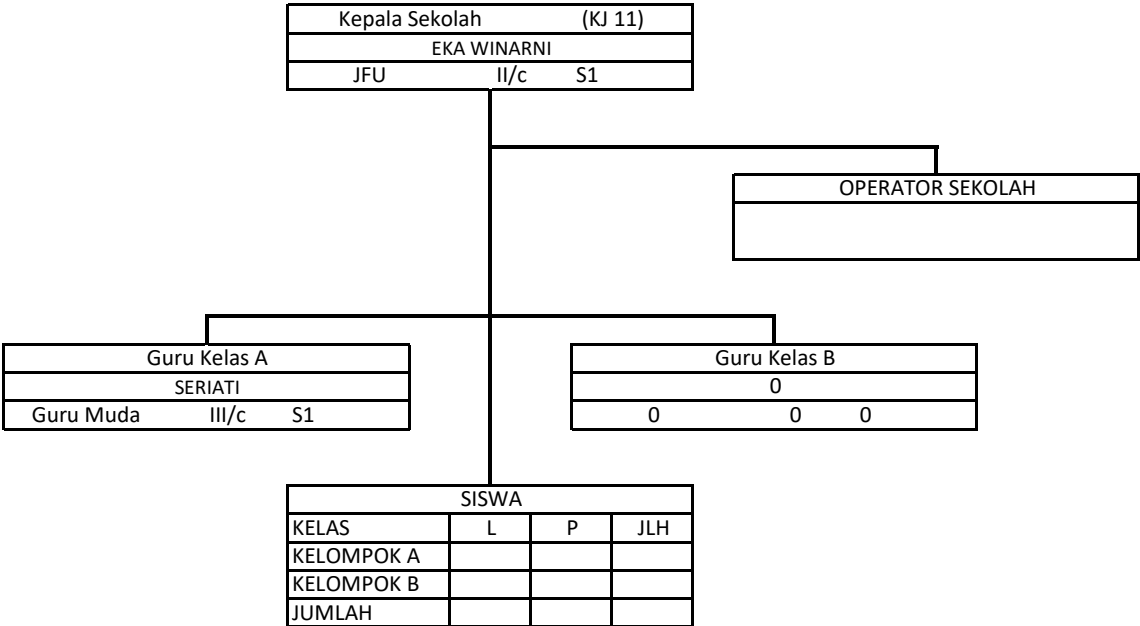 Kepala Sekolah (KJ 11)
EKA WINARNI
JFU II/c S1
OPERATOR SEKOLAH
Guru Kelas A
SERIATI
Guru Muda III/c S1
Guru Kelas B
0
0 0 0
SISWA
KELAS L P JLH
KELOMPOK A
KELOMPOK B
JUMLAH